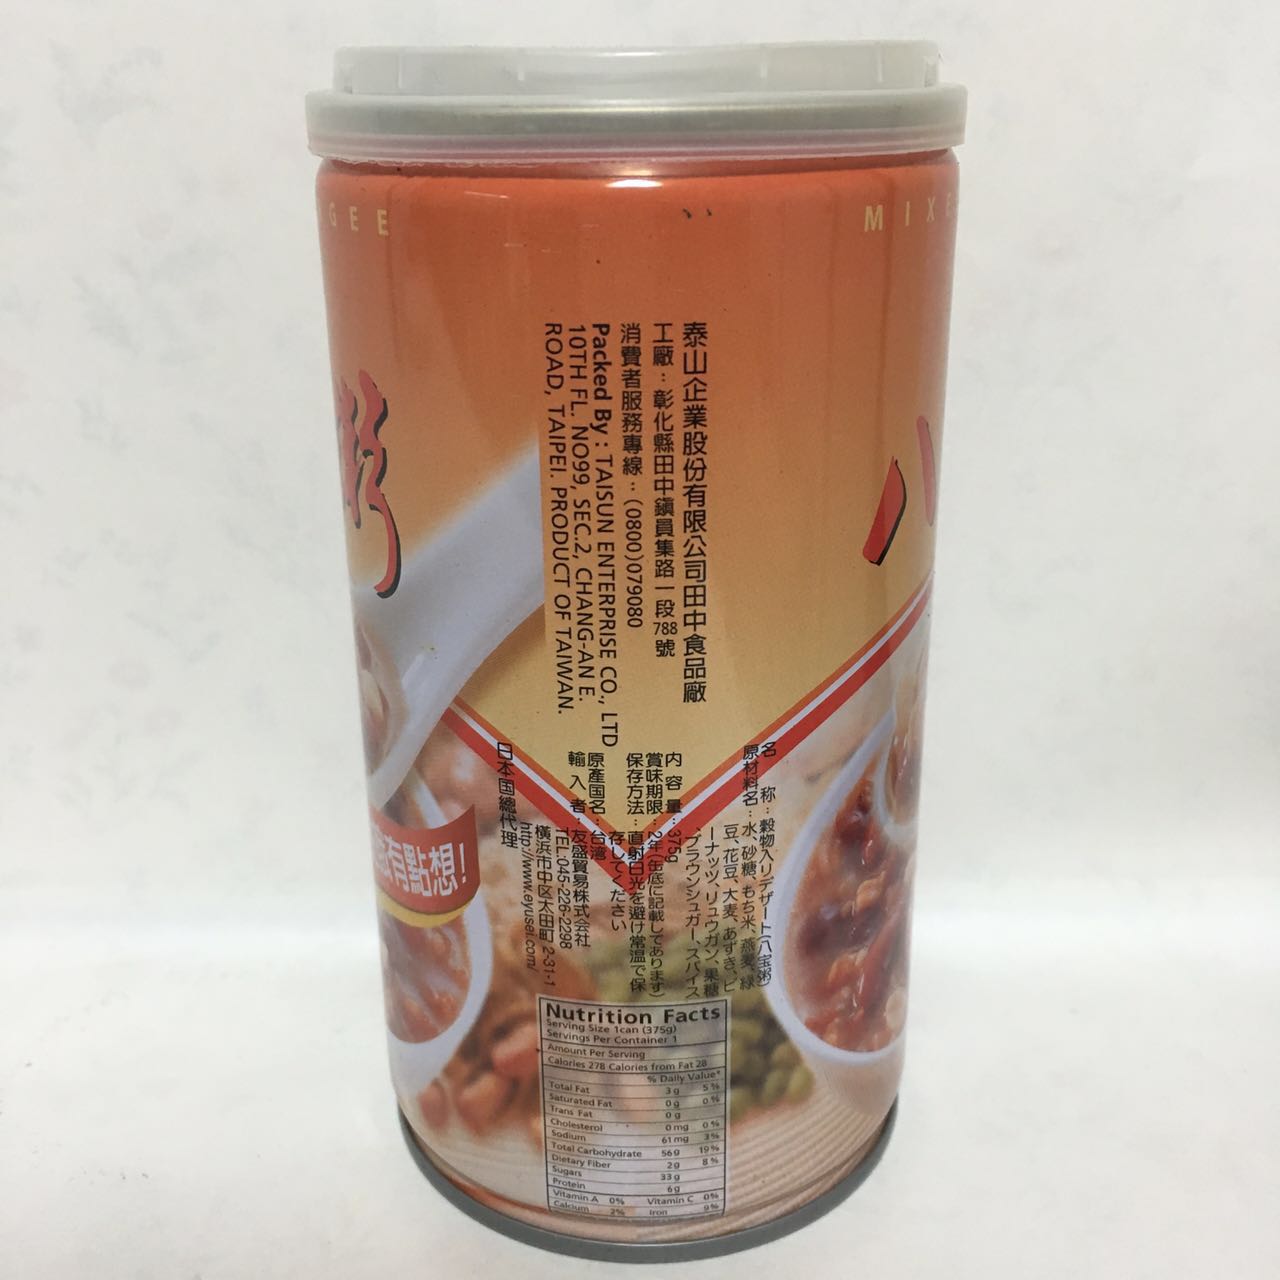 GEE
MIXE
粥
八
有點想!
泰山企業股份有限公司田中食品廠
工廠：彰化縣田中鎮員集路一段788號
消費者服務專線：(0800)079080
Packed By : TAISUN ENTERPRISE CO., LTD
10TH FL. NO99, SEC.2, CHANG-AN E.
ROAD, TAIPEI. PRODUCT OF TAIWAN.
名　称：穀物入リデザート(八宝粥)
原材料名：水、砂糖、もち米、燕麦、緑
豆、花豆、大麦、あずき、ピ
ーナッツ、リュウガン、果糖
、ブラウンシュガー、スパイス
内 容 量：375g
賞味期限：2年(缶底に記載してあります)
保存方法：直射日光を避け常温で保
存してください
原産国名：台湾
輸 入 者：友盛貿易株式会社
TEL:045-226-2298
横浜市中区太田町 2-31-1
http://www.eyusei.com/
日本国總代理
Nutrition Facts
Serving Size 1can (375g)
Servings Per Container 1
Amount Per Serving
Calories 278 Calories from Fat 28
% Daily Value*
Total Fat 3g 5%
Saturated Fat 0g 0%
Trans Fat 0g
Cholesterol 0mg 0%
Sodium 61mg 3%
Total Carbohydrate 56g 19%
Dietary Fiber 2g 8%
Sugars 33g
Protein 6g
Vitamin A 0% Vitamin C 0%
Calcium 2% Iron 9%